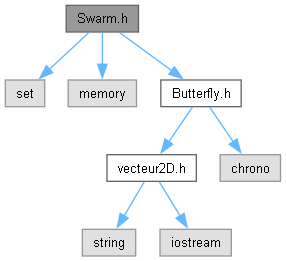 Swarm.h
set
memory
Butterfly.h
vecteur2D.h
chrono
string
iostream